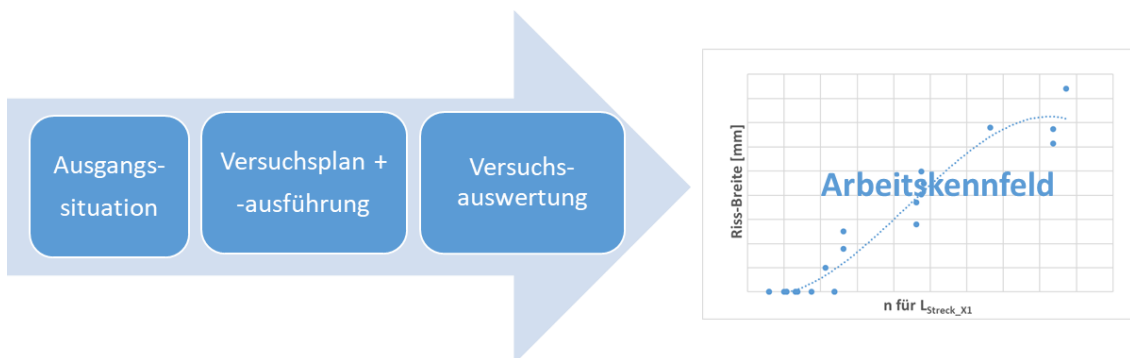 Ausgangs-
situation
Versuchsplan +
-ausführung
Versuchs-
auswertung
Riss-Breite [mm]
Arbeitskennfeld
n für LStreck_X1